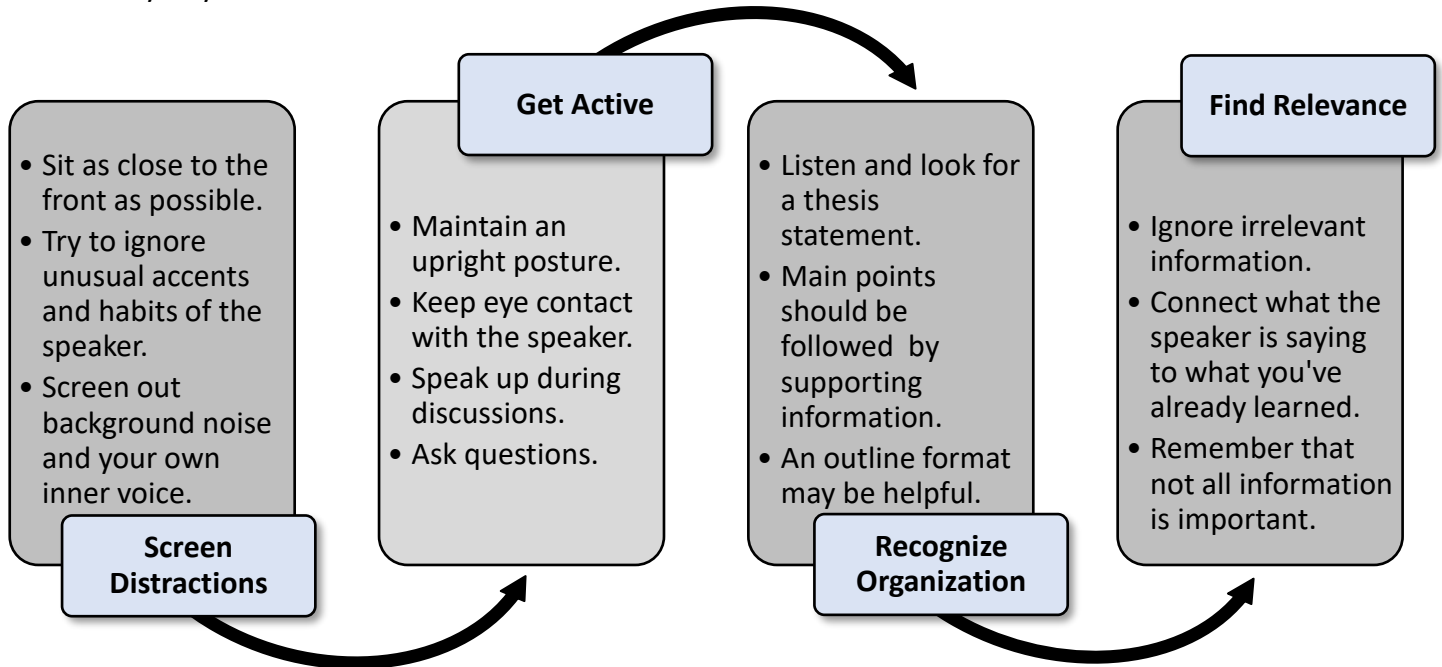 • Sit as close to the
front as possible.
• Try to ignore
unusual accents
and habits of the
speaker.
• Screen out
background noise
and your own
inner voice.
Screen
Distractions
Get Active
• Maintain an
upright posture.
• Keep eye contact
with the speaker.
• Speak up during
discussions.
• Ask questions.
• Listen and look for
a thesis
statement.
• Main points
should be
followed by
supporting
information.
• An outline format
may be helpful.
Recognize
Organization
Find Relevance
• Ignore irrelevant
information.
• Connect what the
speaker is saying
to what you've
already learned.
• Remember that
not all information
is important.